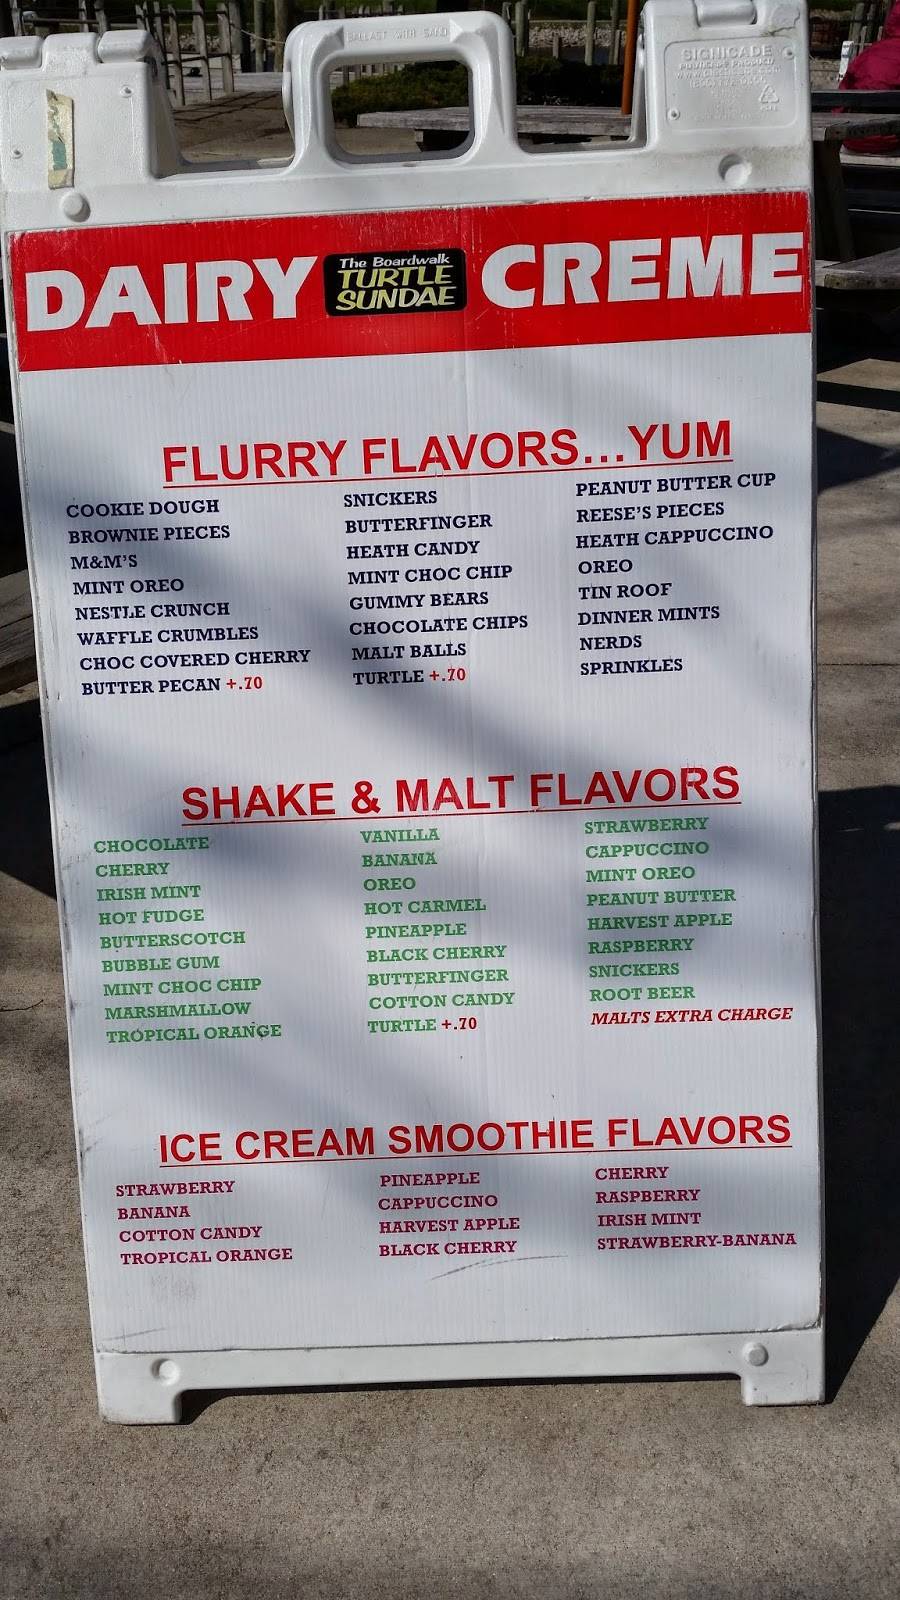 BALLAST WITH SAND
SIGNICADE
DAIRY The Boardwalk TURTLE SUNDAE CREME
FLURRY FLAVORS...YUM
COOKIE DOUGH
BROWNIE PIECES
M&M'S
MINT OREO
NESTLE CRUNCH
WAFFLE CRUMBLES
CHOC COVERED CHERRY
BUTTER PECAN +.70
SNICKERS
BUTTERFINGER
HEATH CANDY
MINT CHOC CHIP
GUMMY BEARS
CHOCOLATE CHIPS
MALT BALLS
TURTLE +.70
PEANUT BUTTER CUP
REESE'S PIECES
HEATH CAPPUCCINO
OREO
TIN ROOF
DINNER MINTS
NERDS
SPRINKLES
SHAKE & MALT FLAVORS
CHOCOLATE
CHERRY
IRISH MINT
HOT FUDGE
BUTTERSCOTCH
BUBBLE GUM
MINT CHOC CHIP
MARSHMALLOW
TROPICAL ORANGE
VANILLA
BANANA
OREO
HOT CARMEL
PINEAPPLE
BLACK CHERRY
BUTTERFINGER
COTTON CANDY
TURTLE +.70
STRAWBERRY
CAPPUCCINO
MINT OREO
PEANUT BUTTER
HARVEST APPLE
RASPBERRY
SNICKERS
ROOT BEER
MALTS EXTRA CHARGE
ICE CREAM SMOOTHIE FLAVORS
STRAWBERRY
BANANA
COTTON CANDY
TROPICAL ORANGE
PINEAPPLE
CAPPUCCINO
HARVEST APPLE
BLACK CHERRY
CHERRY
RASPBERRY
IRISH MINT
STRAWBERRY-BANANA